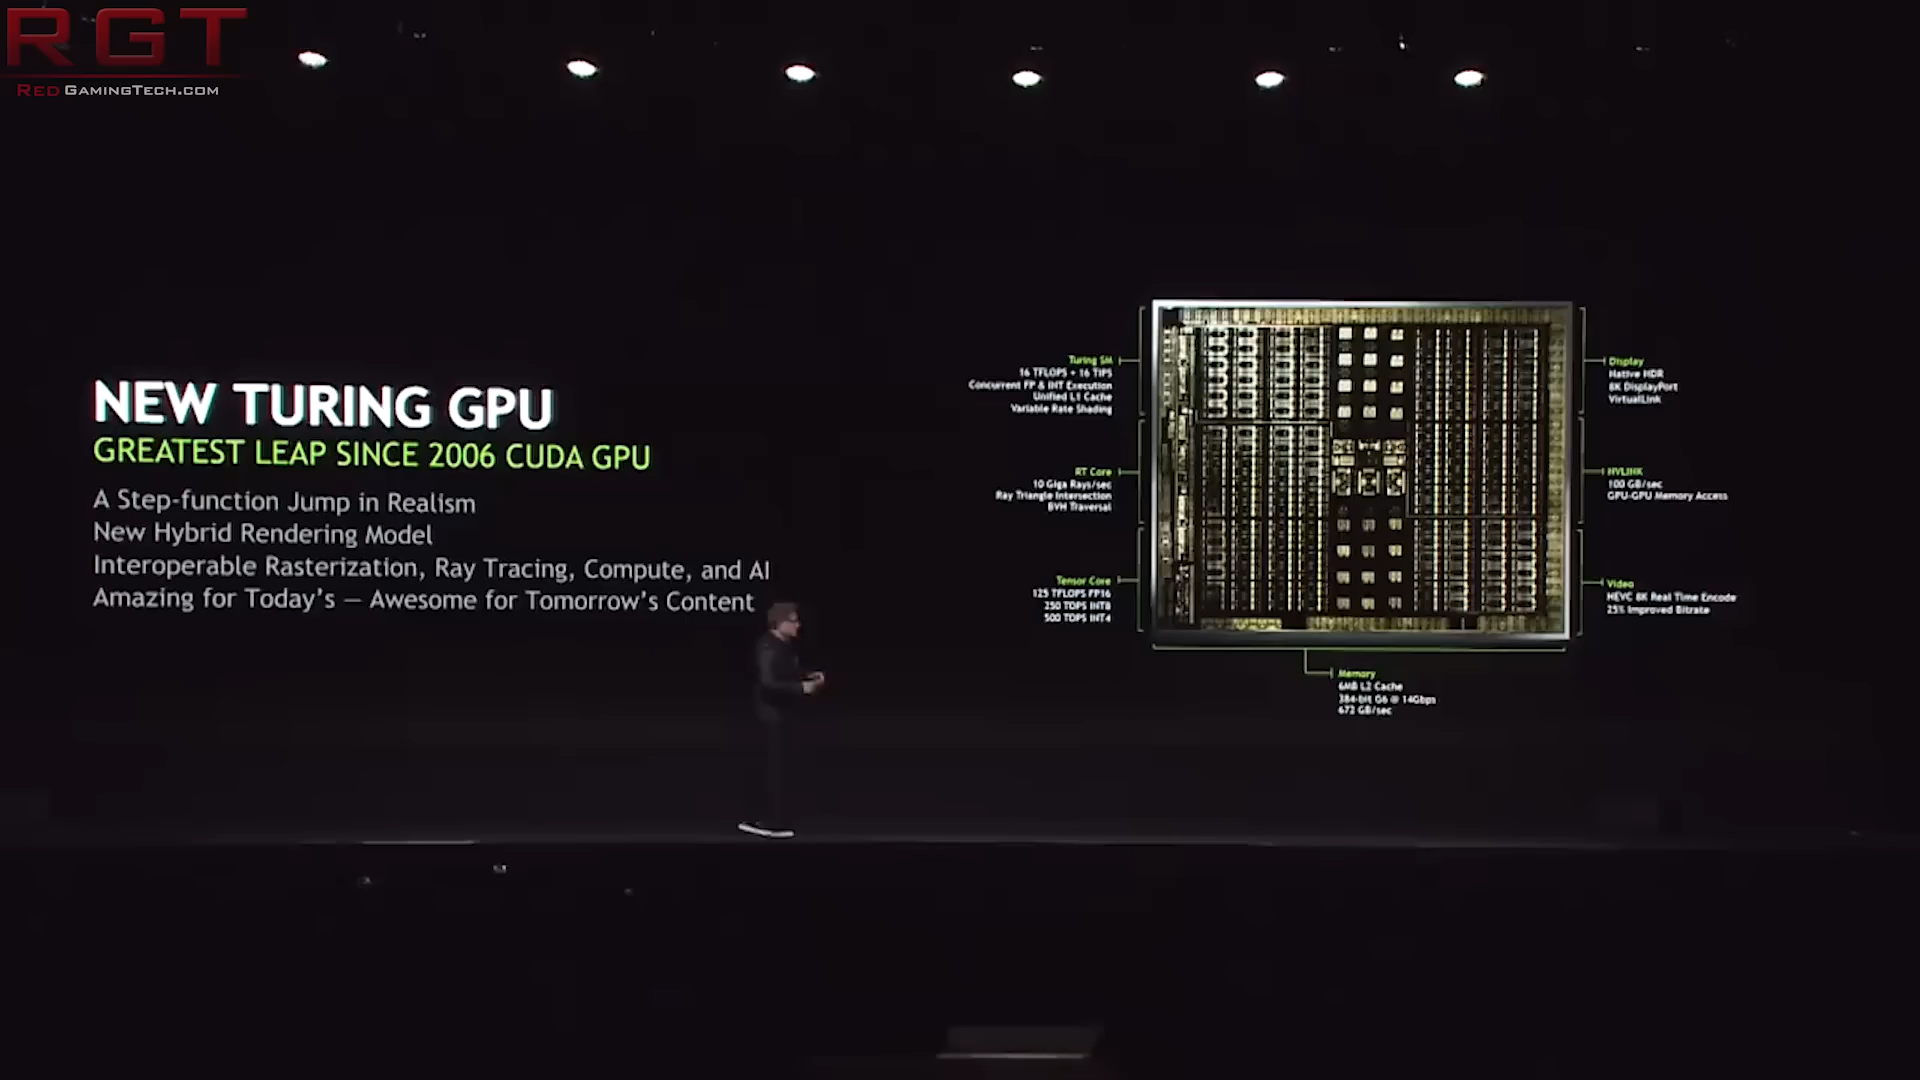 RGT
REDGAMINGTECH.COM
NEW TURING GPU
GREATEST LEAP SINCE 2006 CUDA GPU
A Step-function Jump in Realism
New Hybrid Rendering Model
Interoperable Rasterization, Ray Tracing, Compute, and AI
Amazing for Today's — Awesome for Tomorrow's Content
Turing SM
16 TFLOPS + 16 TIPS
Concurrent FP & INT Execution
Unified L1 Cache
Variable Rate Shading
RT Core
10 Giga Rays/sec
Ray Triangle Intersection
BVH Traversal
Tensor Core
125 TFLOPS FP16
250 TOPS INT8
500 TOPS INT4
Display
Native HDR
8K DisplayPort
VirtualLink
NVLINK
100 GB/sec
GPU-GPU Memory Access
Video
HEVC 8K Real Time Encode
25% Improved Bitrate
Memory
6MB L2 Cache
384-bit G6 @ 14Gbps
672 GB/sec